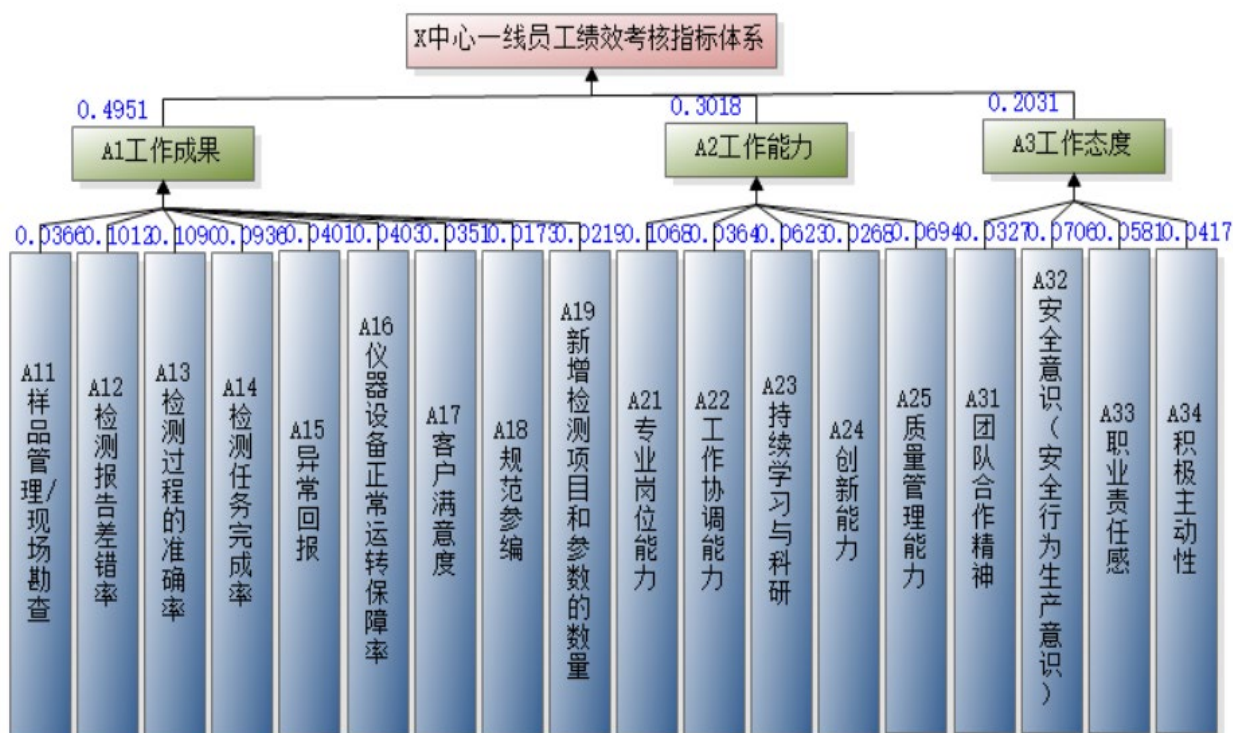 X中心一线员工绩效考核指标体系
0.4951
0.3018
0.2031
A1工作成果
A2工作能力
A3工作态度
0.0366
0.1012
0.1090
0.0936
0.0401
0.0403
0.0351
0.0173
0.0219
0.1068
0.0364
0.0623
0.0268
0.0694
0.0327
0.0706
0.0581
0.0417
A11样品管理/现场勘查
A12检测报告差错率
A13检测过程的准确率
A14检测任务完成率
A15异常回报
A16仪器设备正常运转保障率
A17客户满意度
A18规范参编
A19新增检测项目和参数的数量
A21专业岗位能力
A22工作协调能力
A23持续学习与科研
A24创新能力
A25质量管理能力
A31团队合作精神
A32安全意识(安全行为生产意识)
A33职业责任感
A34积极主动性